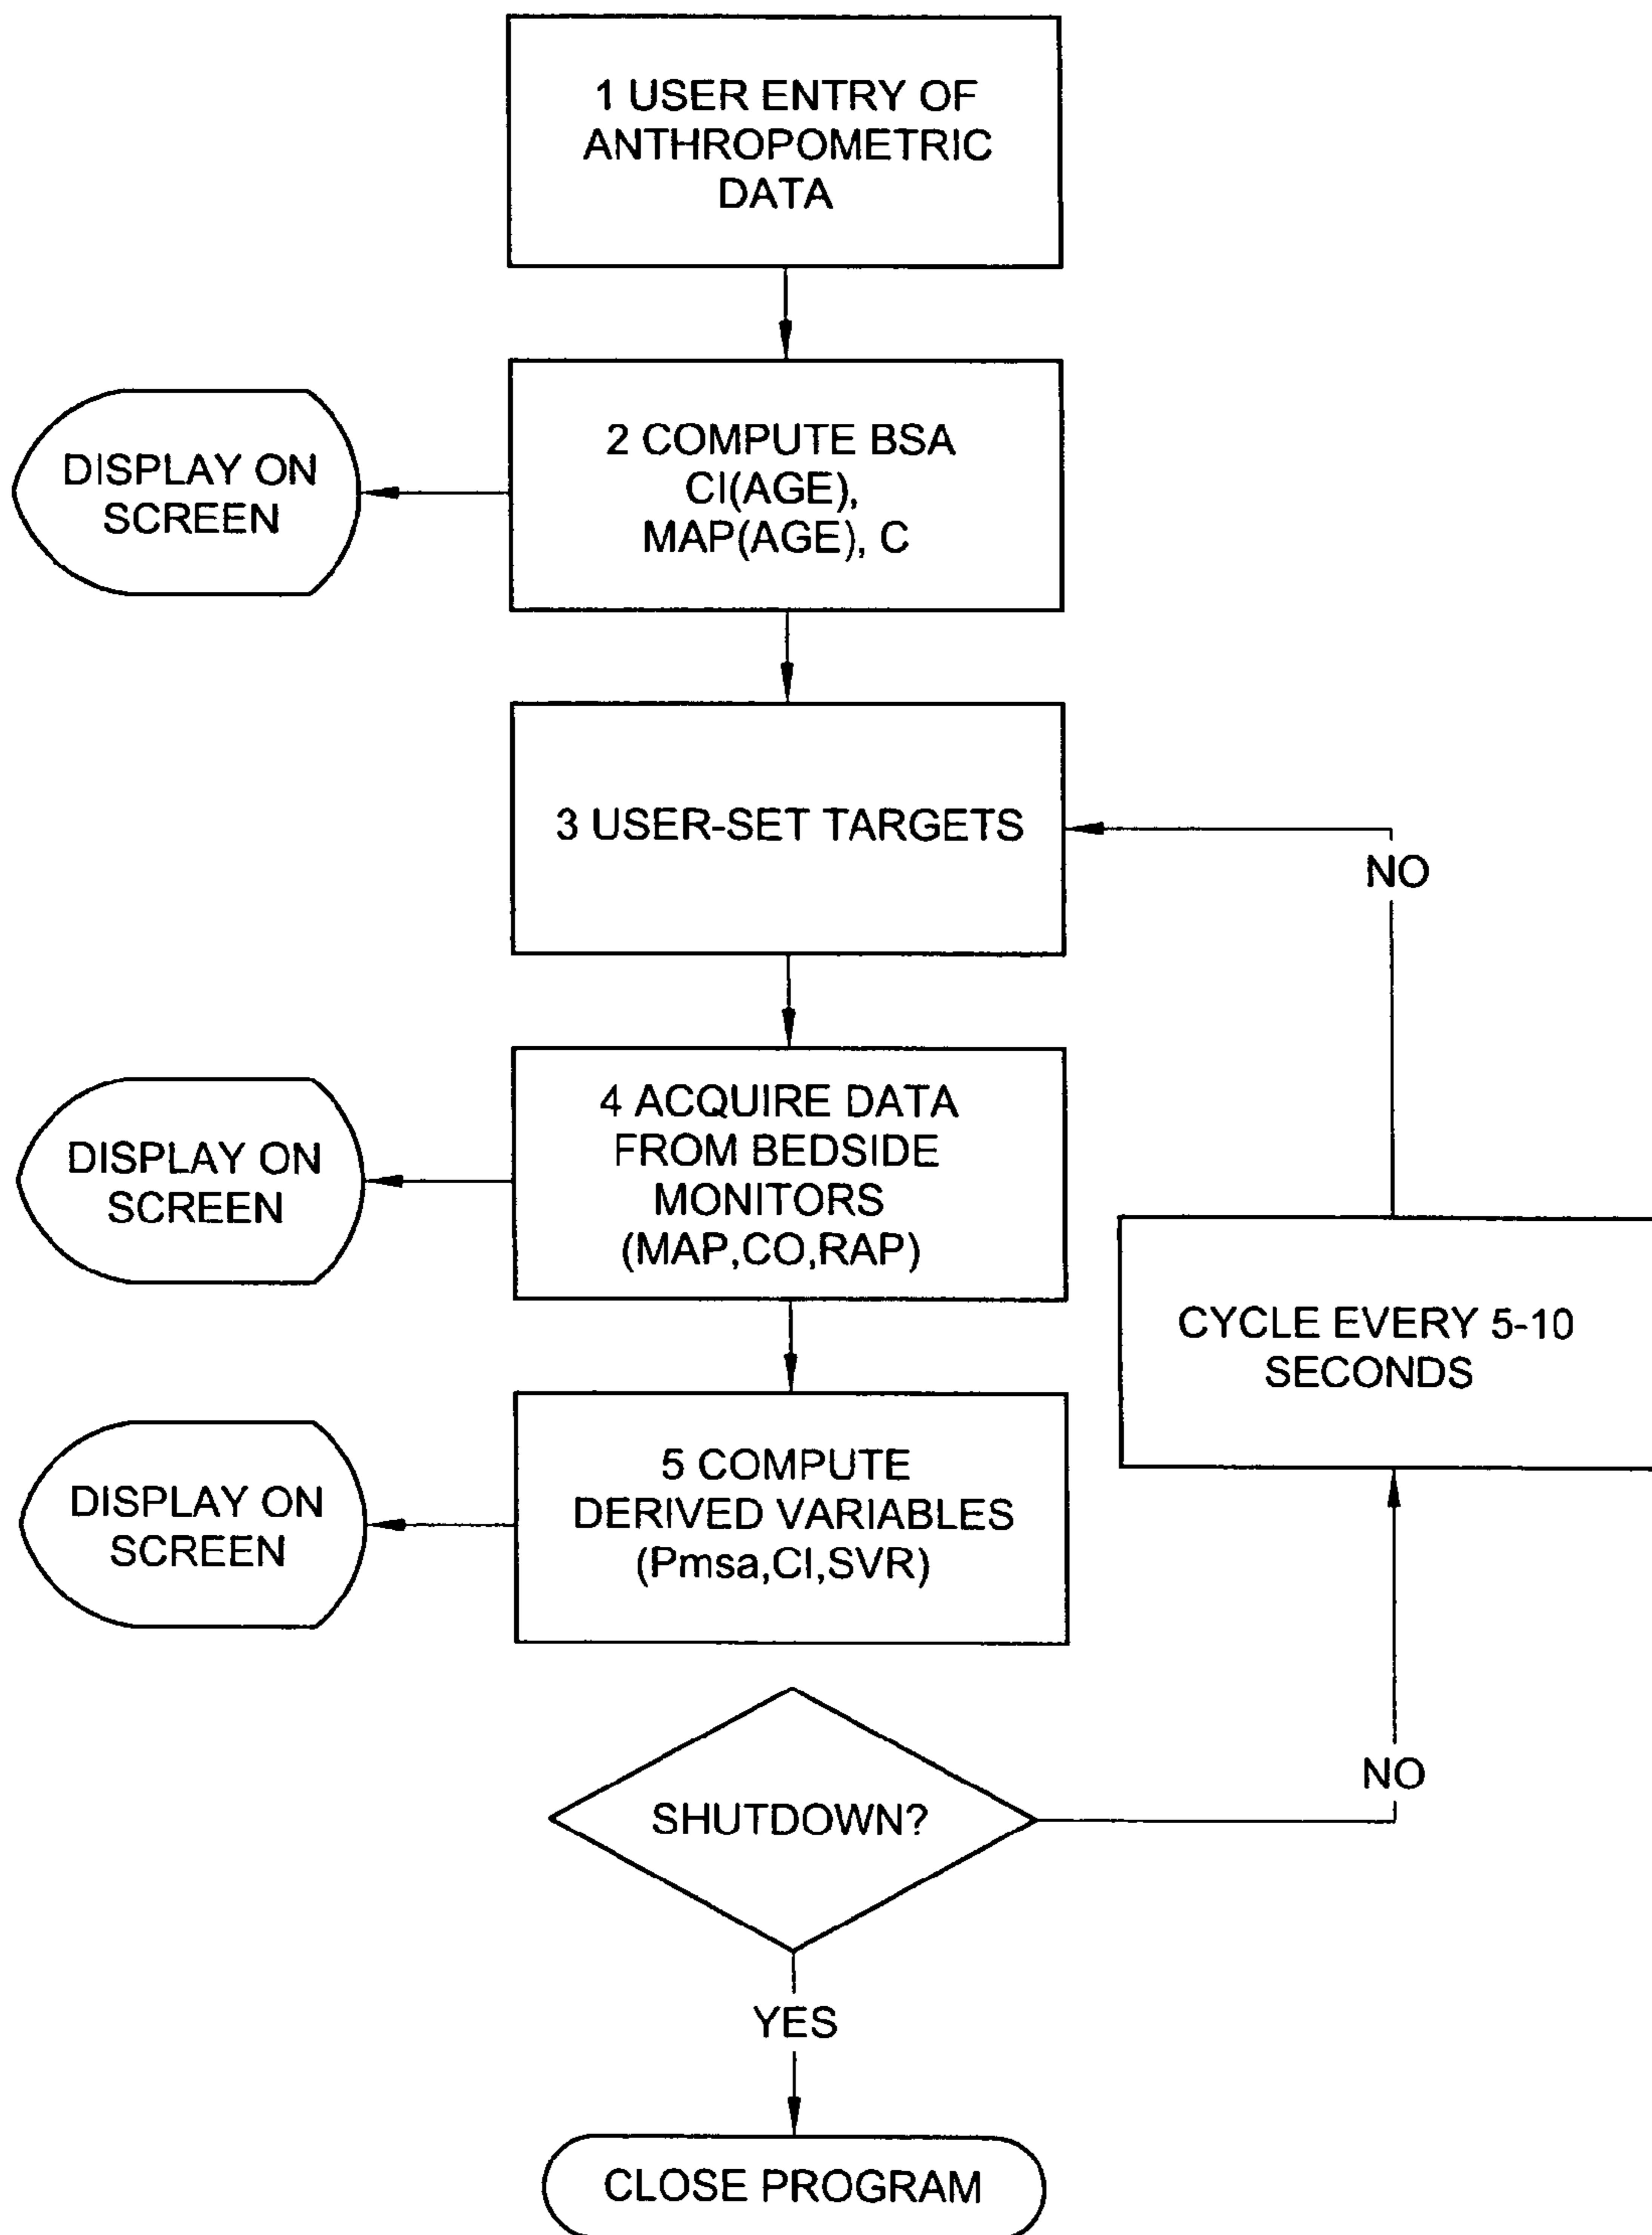 1 USER ENTRY OF
ANTHROPOMETRIC
DATA
2 COMPUTE BSA
CI(AGE),
MAP(AGE), C
DISPLAY ON
SCREEN
3 USER-SET TARGETS
NO
4 ACQUIRE DATA
FROM BEDSIDE
MONITORS
(MAP,CO,RAP)
DISPLAY ON
SCREEN
CYCLE EVERY 5-10
SECONDS
5 COMPUTE
DERIVED VARIABLES
(Pmsa,CI,SVR)
DISPLAY ON
SCREEN
SHUTDOWN?
NO
YES
CLOSE PROGRAM